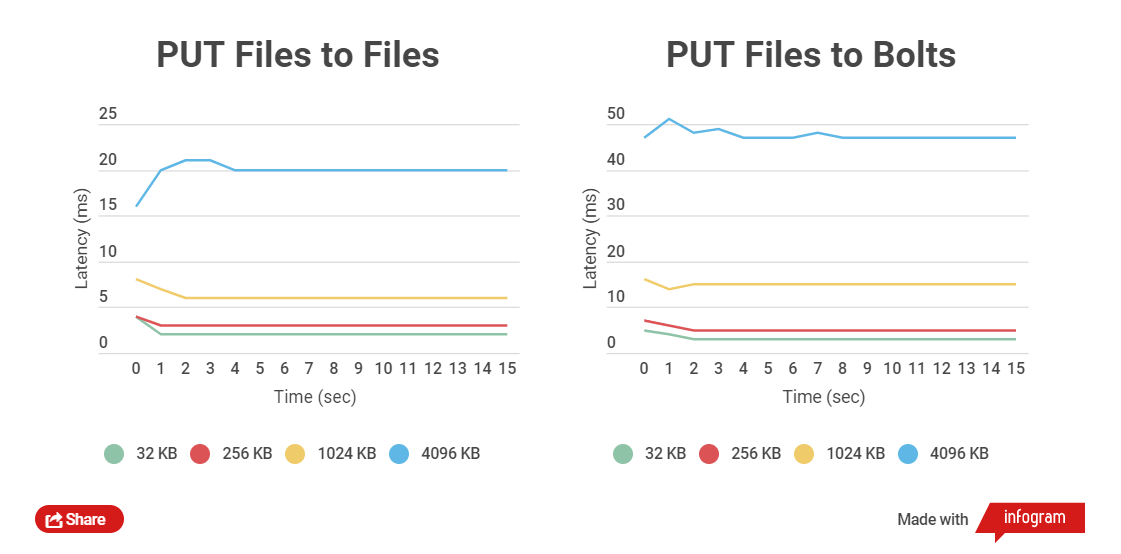 PUT Files to Files
25
20
15
10
5
0
Latency (ms)
0 1 2 3 4 5 6 7 8 9 10 11 12 13 14 15
Time (sec)
32 KB 256 KB 1024 KB 4096 KB
PUT Files to Bolts
50
40
30
20
10
0
Latency (ms)
0 1 2 3 4 5 6 7 8 9 10 11 12 13 14 15
Time (sec)
32 KB 256 KB 1024 KB 4096 KB
Share
Made with infogram